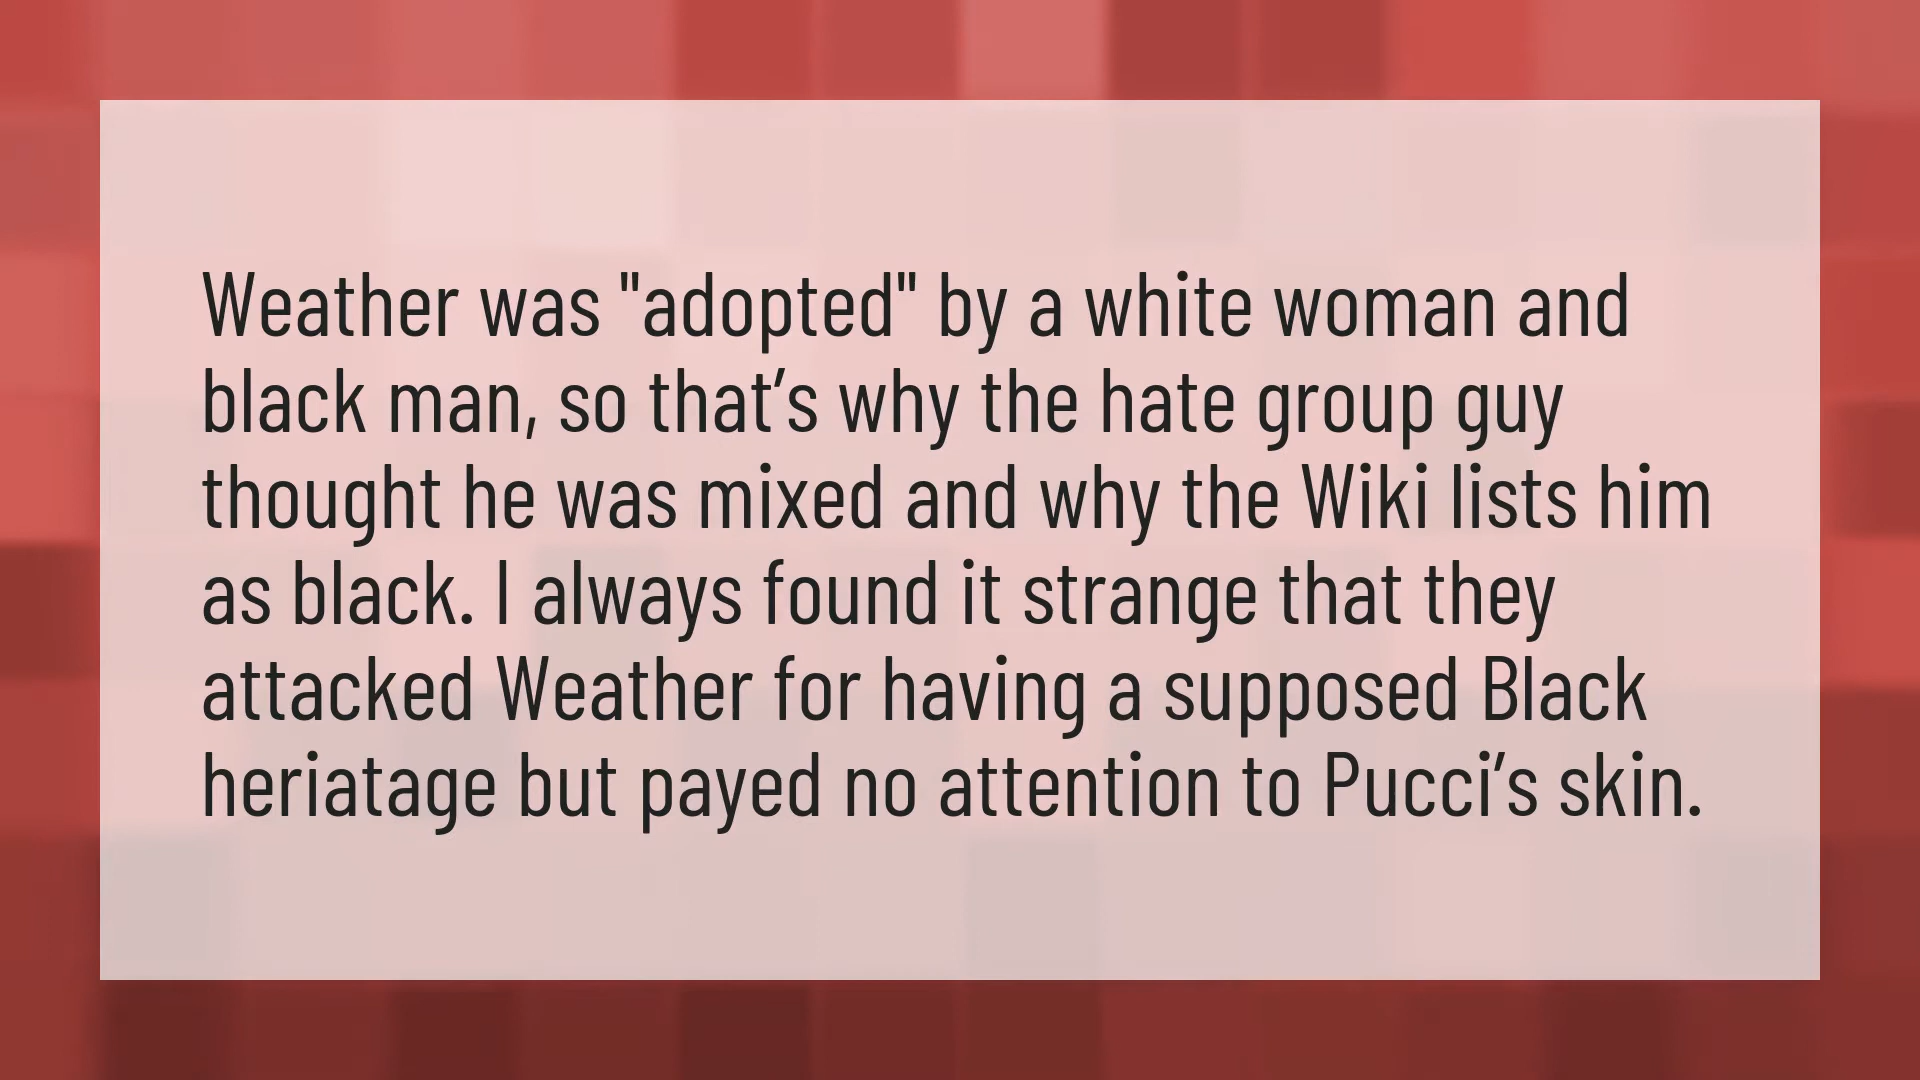 Weather was "adopted" by a white woman and
black man, so that’s why the hate group guy
thought he was mixed and why the Wiki lists him
as black. I always found it strange that they
attacked Weather for having a supposed Black
heriatage but payed no attention to Pucci’s skin.